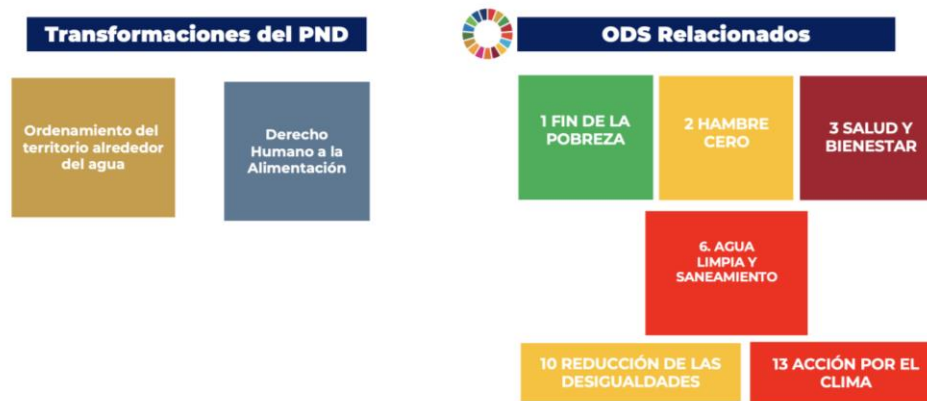 Transformaciones del PND
ODS Relacionados
Ordenamiento del
territorio alrededor
del agua
Derecho
Humano a la
Alimentación
1 FIN DE LA
POBREZA
2 HAMBRE
CERO
3 SALUD Y
BIENESTAR
6. AGUA
LIMPIA Y
SANEAMIENTO
10 REDUCCIÓN DE LAS
DESIGUALDADES
13 ACCIÓN POR EL
CLIMA